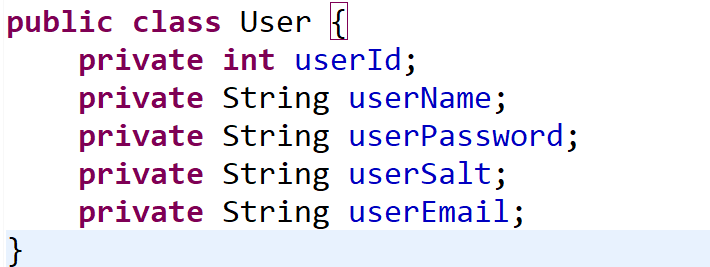 public class User {
    private int userId;
    private String userName;
    private String userPassword;
    private String userSalt;
    private String userEmail;
}